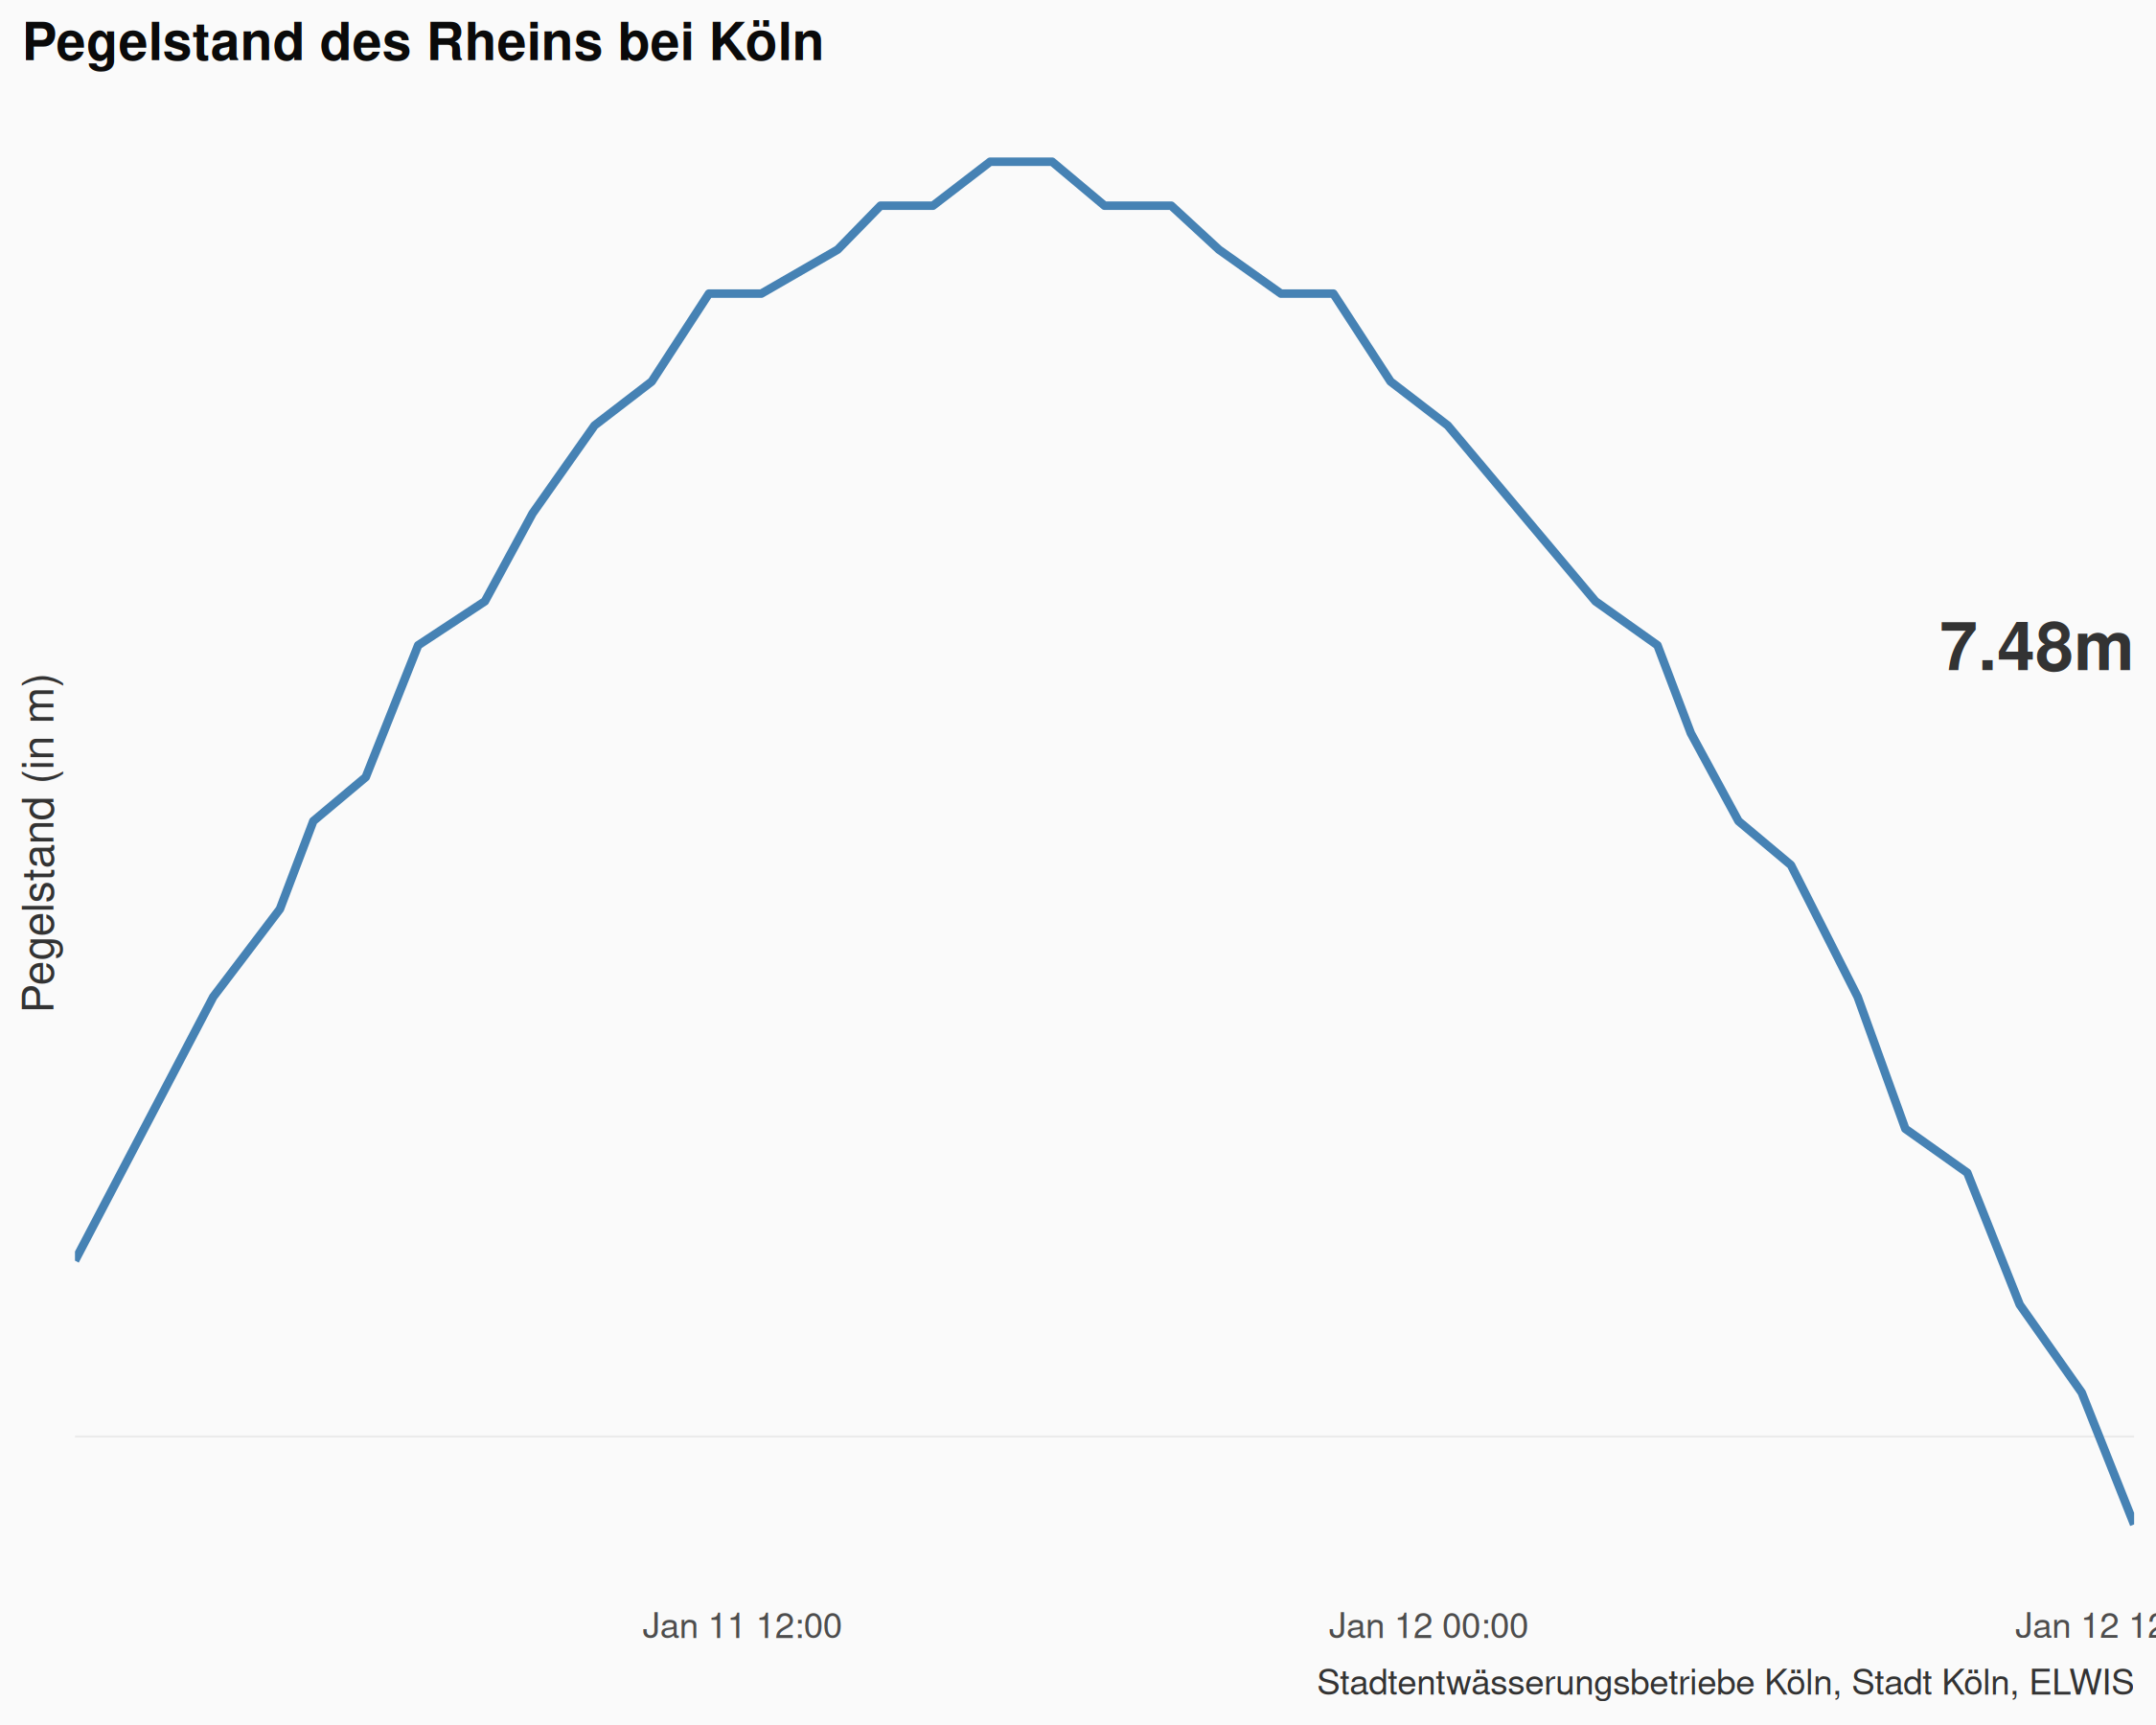 Pegelstand des Rheins bei Köln
7.48m
Pegelstand (in m)
Jan 11 12:00
Jan 12 00:00
Jan 12 12
Stadtentwässerungsbetriebe Köln, Stadt Köln, ELWIS